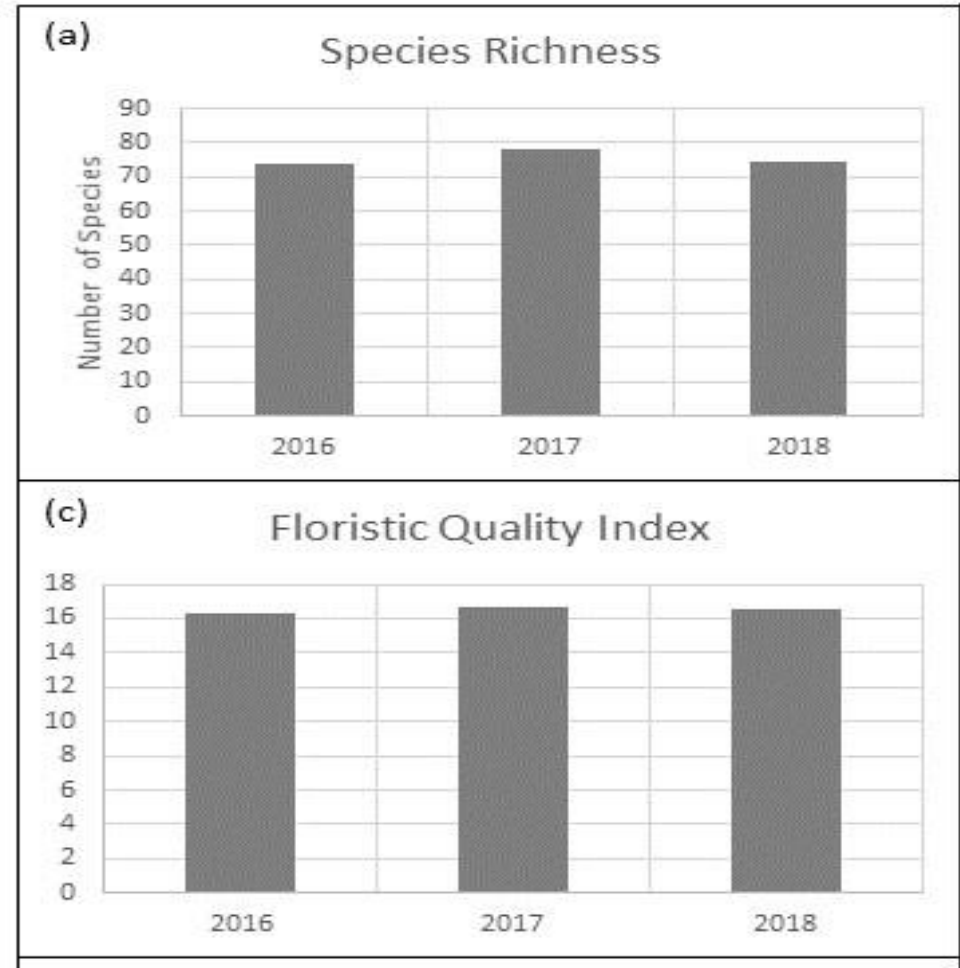 (a)
Species Richness
Number of Species
90
80
70
60
50
40
30
20
10
0
2016 2017 2018
(c)
Floristic Quality Index
18
16
14
12
10
8
6
4
2
0
2016 2017 2018